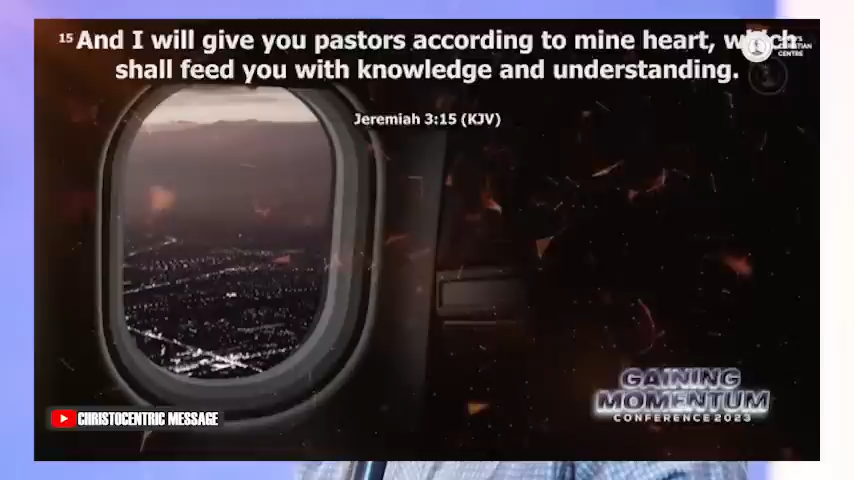 15 And I will give you pastors according to mine heart, which
shall feed you with knowledge and understanding.
Jeremiah 3:15 (KJV)
CENTRE
GAINING
MOMENTUM
CONFERENCE 2023
CHRISTOCENTRIC MESSAGE